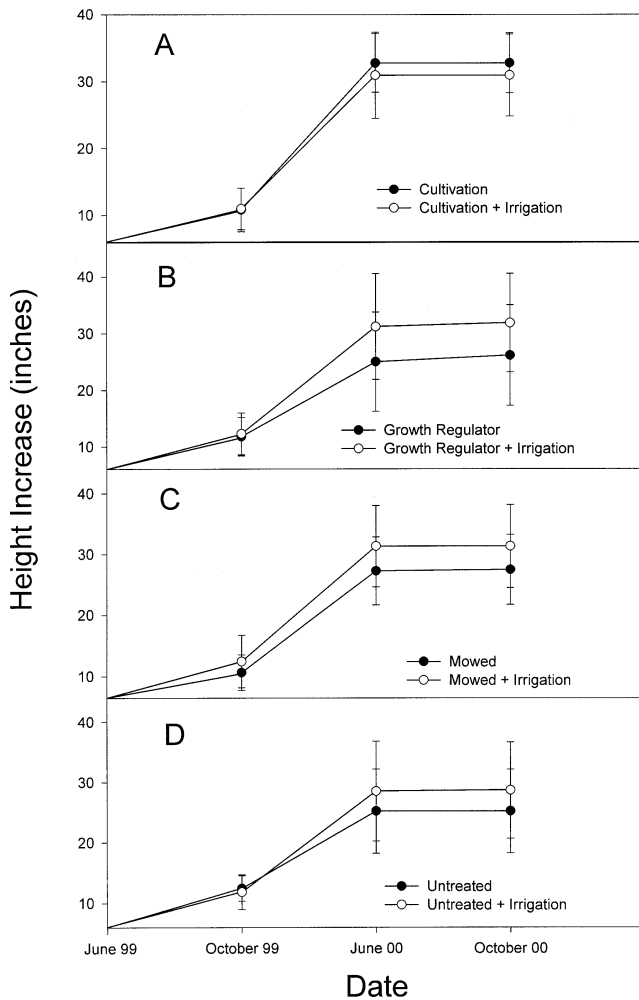 Height Increase (inches)
A
40
30
20
10
Cultivation
Cultivation + Irrigation
B
40
30
20
10
Growth Regulator
Growth Regulator + Irrigation
C
40
30
20
10
Mowed
Mowed + Irrigation
D
40
30
20
10
Untreated
Untreated + Irrigation
June 99 October 99 June 00 October 00
Date